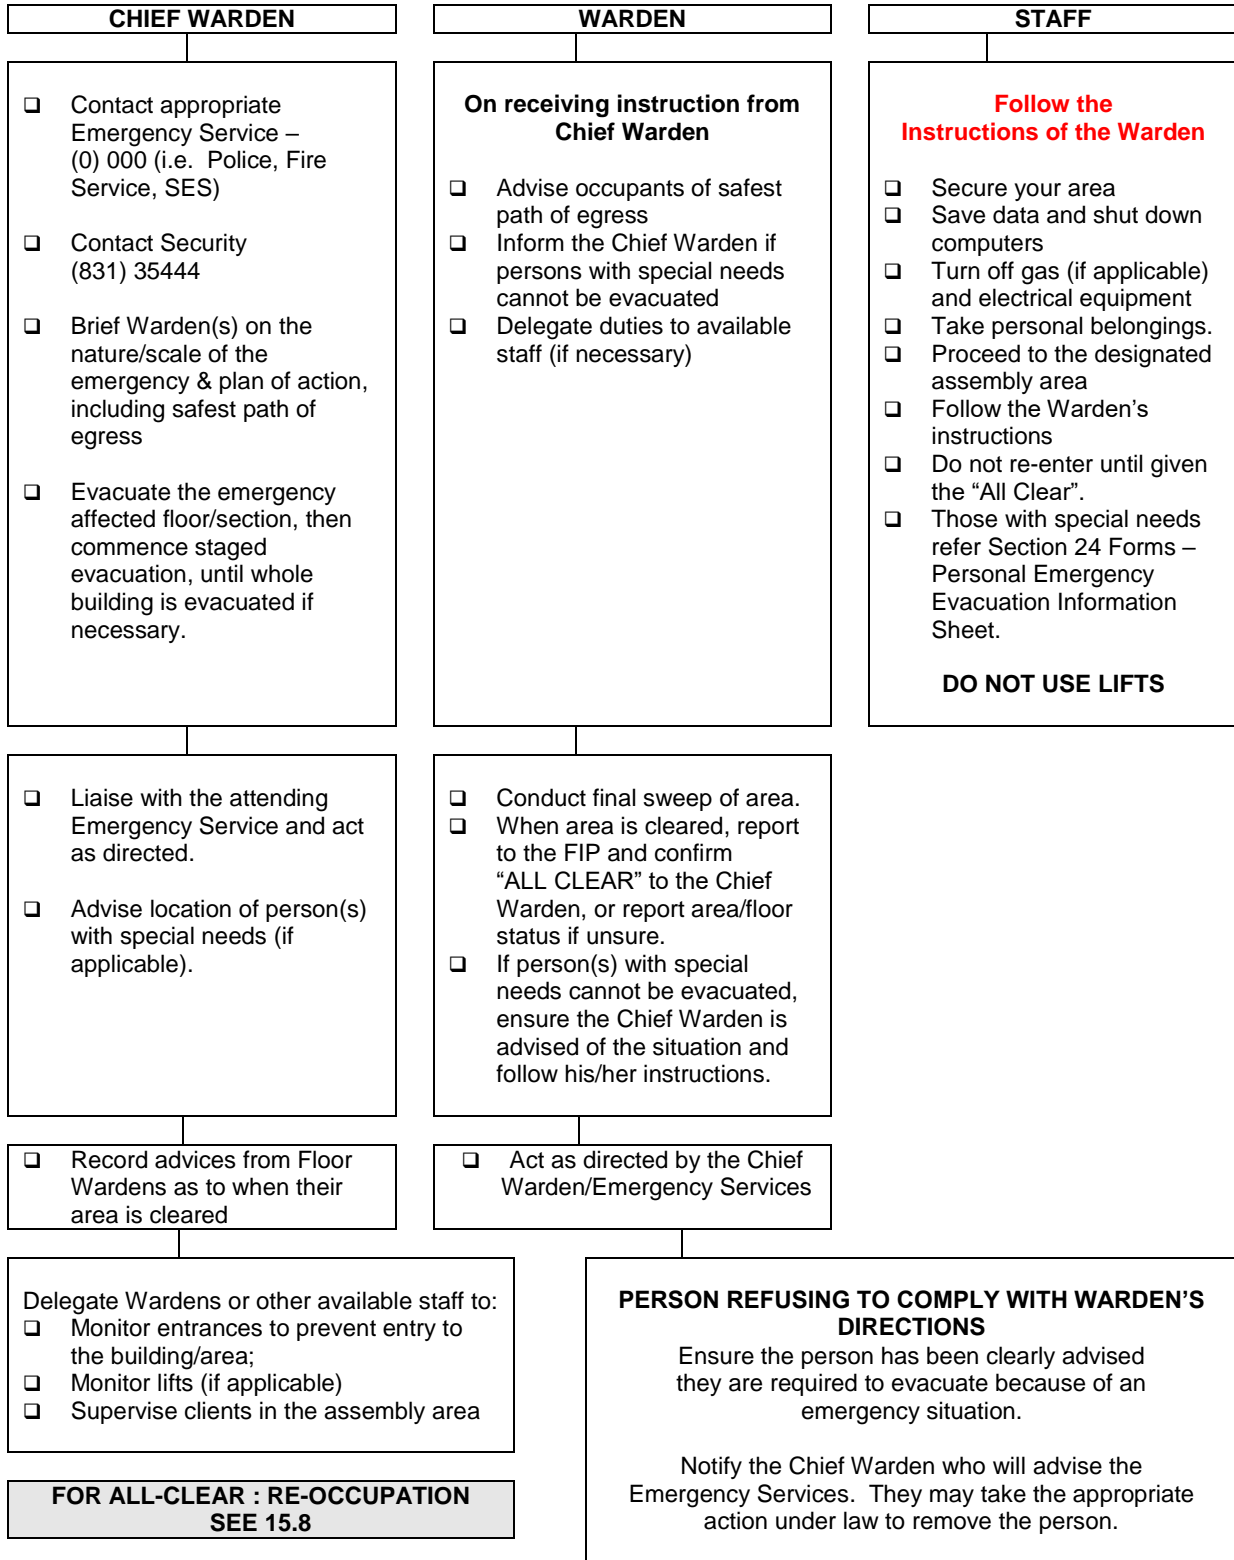 CHIEF WARDEN
❑ Contact appropriate
Emergency Service –
(0) 000 (i.e. Police, Fire
Service, SES)
❑ Contact Security
(831) 35444
❑ Brief Warden(s) on the
nature/scale of the
emergency & plan of action,
including safest path of
egress
❑ Evacuate the emergency
affected floor/section, then
commence staged
evacuation, until whole
building is evacuated if
necessary.
❑ Liaise with the attending
Emergency Service and act
as directed.
❑ Advise location of person(s)
with special needs (if
applicable).
❑ Record advices from Floor
Wardens as to when their
area is cleared
Delegate Wardens or other available staff to:
❑ Monitor entrances to prevent entry to
the building/area;
❑ Monitor lifts (if applicable)
❑ Supervise clients in the assembly area
FOR ALL-CLEAR : RE-OCCUPATION
SEE 15.8
WARDEN
On receiving instruction from
Chief Warden
❑ Advise occupants of safest
path of egress
❑ Inform the Chief Warden if
persons with special needs
cannot be evacuated
❑ Delegate duties to available
staff (if necessary)
❑ Conduct final sweep of area.
❑ When area is cleared, report
to the FIP and confirm
“ALL CLEAR” to the Chief
Warden, or report area/floor
status if unsure.
❑ If person(s) with special
needs cannot be evacuated,
ensure the Chief Warden is
advised of the situation and
follow his/her instructions.
❑ Act as directed by the Chief
Warden/Emergency Services
PERSON REFUSING TO COMPLY WITH WARDEN’S
DIRECTIONS
Ensure the person has been clearly advised
they are required to evacuate because of an
emergency situation.
Notify the Chief Warden who will advise the
Emergency Services. They may take the appropriate
action under law to remove the person.
STAFF
Follow the
Instructions of the Warden
❑ Secure your area
❑ Save data and shut down
computers
❑ Turn off gas (if applicable)
and electrical equipment
❑ Take personal belongings.
❑ Proceed to the designated
assembly area
❑ Follow the Warden’s
instructions
❑ Do not re-enter until given
the “All Clear”.
❑ Those with special needs
refer Section 24 Forms –
Personal Emergency
Evacuation Information
Sheet.
DO NOT USE LIFTS